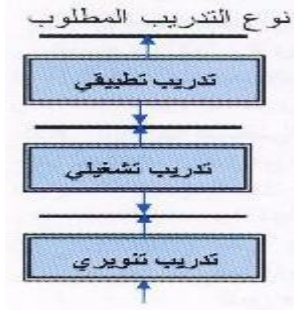 نوع التدريب المطلوب
تدريب تطبيقي
تدريب تشغيلي
تدريب تنويري